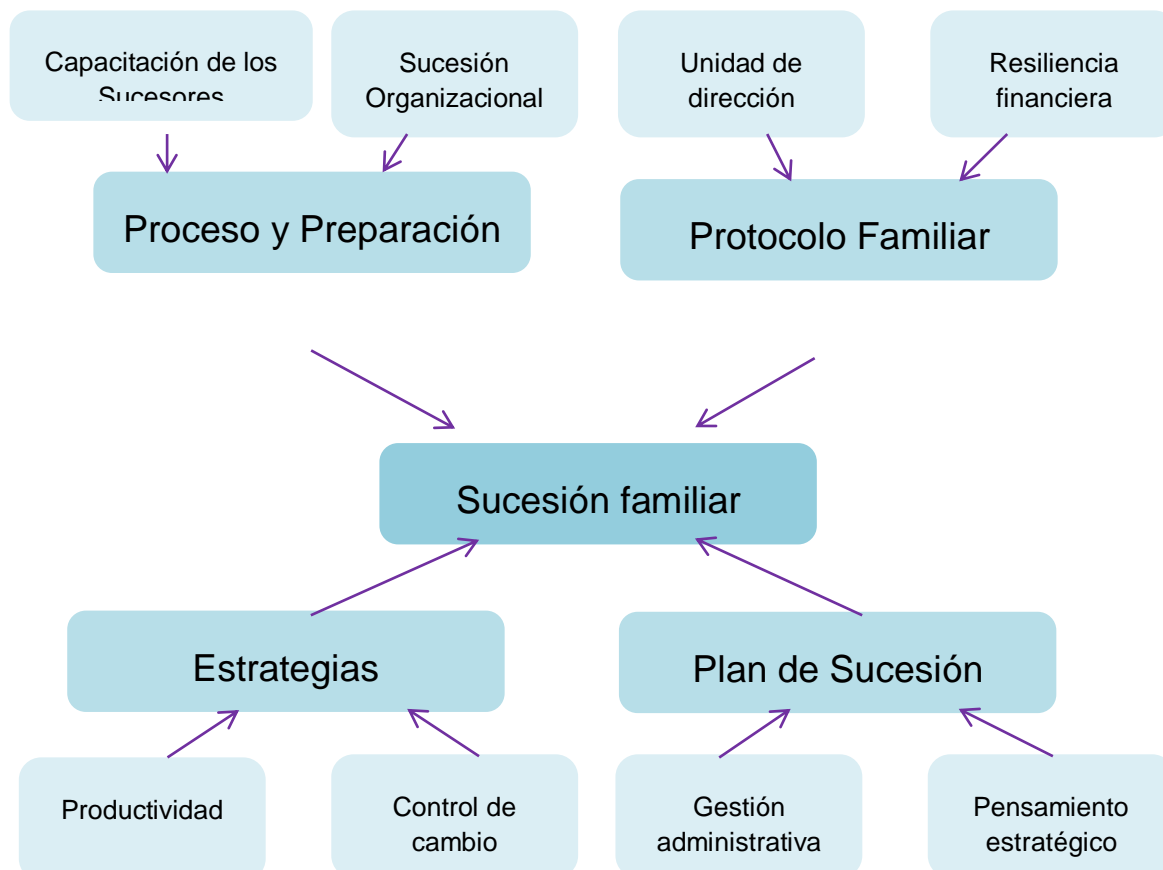 Capacitación de los
Sucesores
Sucesión
Organizacional
Unidad de
dirección
Resiliencia
financiera
Proceso y Preparación
Protocolo Familiar
Sucesión familiar
Estrategias
Plan de Sucesión
Productividad
Control de
cambio
Gestión
administrativa
Pensamiento
estratégico